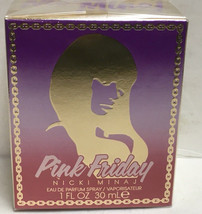 Pink Friday
NICKI MINAJ
EAU DE PARFUM SPRAY / VAPORISATEUR
1 FL OZ 30 ml ℮